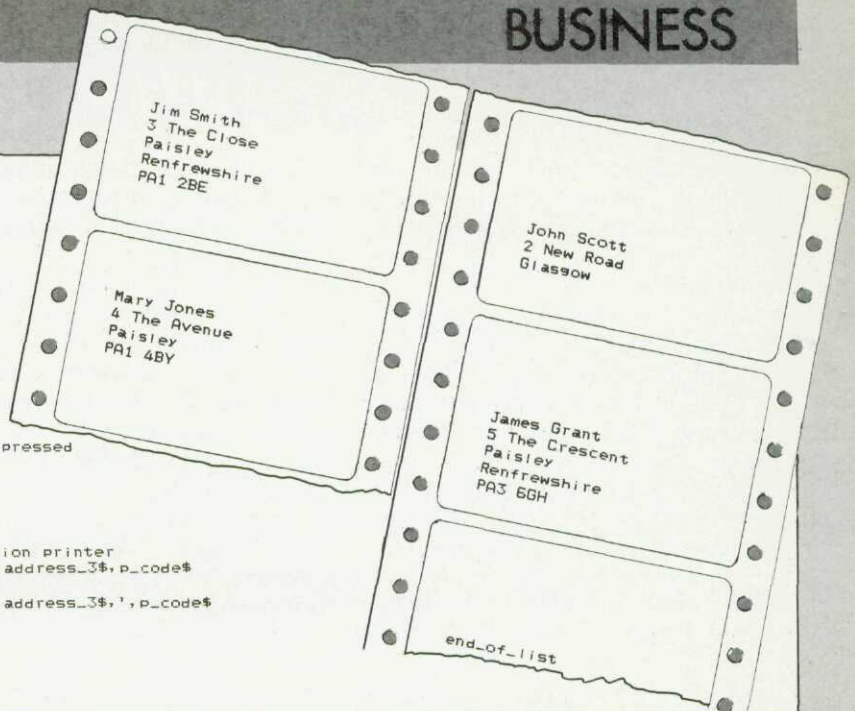 BUSINESS
Jim Smith
3 The Close
Paisley
Renfrewshire
PA1 2BE
Mary Jones
4 The Avenue
Paisley
PA1 4BY
John Scott
2 New Road
Glasgow
James Grant
5 The Crescent
Paisley
Renfrewshire
PA3 6GH
end_of_list
pressed
ion printer
address_3$,p_code$
address_3$,',p_code$